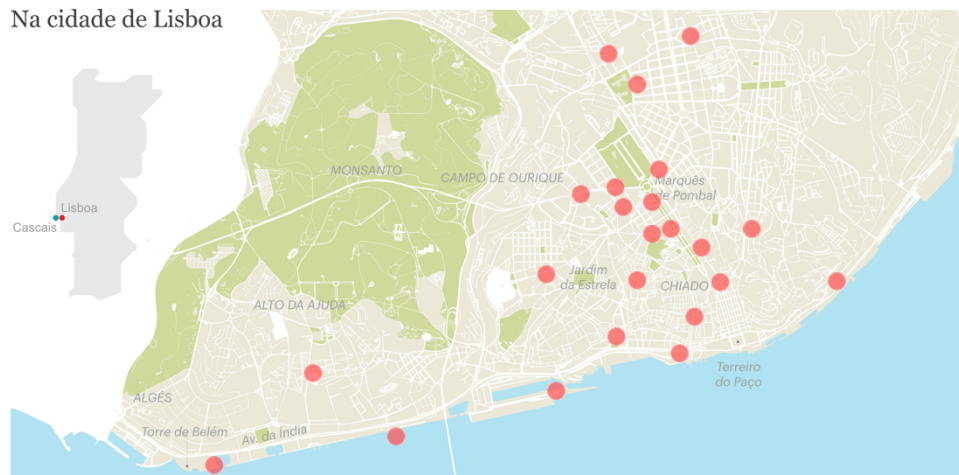 Na cidade de Lisboa
Lisboa
Cascais
MONSANTO
CAMPO DE OURIQUE
Marquês
de Pombal
Jardim
da Estrela
CHIADO
ALTO DA AJUDA
Terreiro
do Paço
ALGÉS
Torre de Belém
Av. da Índia